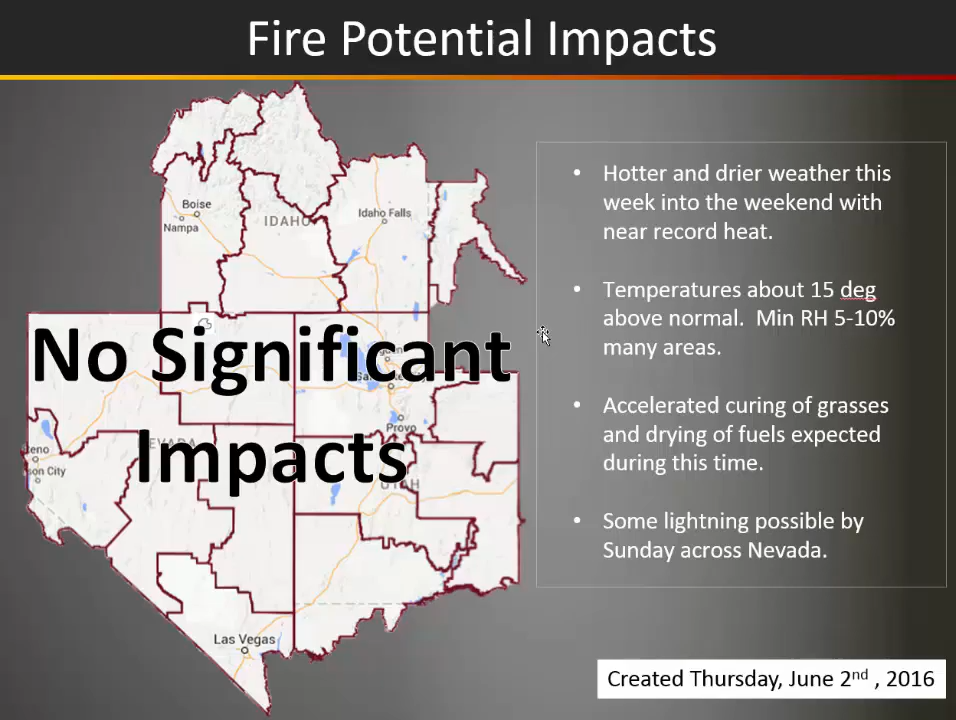 Fire Potential Impacts
Boise
Nampa
IDAHO
Idaho Falls
No Significant
Impacts
Provo
NEVADA
UTAH
Las Vegas
• Hotter and drier weather this
week into the weekend with
near record heat.
• Temperatures about 15 deg
above normal. Min RH 5-10%
many areas.
• Accelerated curing of grasses
and drying of fuels expected
during this time.
• Some lightning possible by
Sunday across Nevada.
Created Thursday, June 2nd , 2016